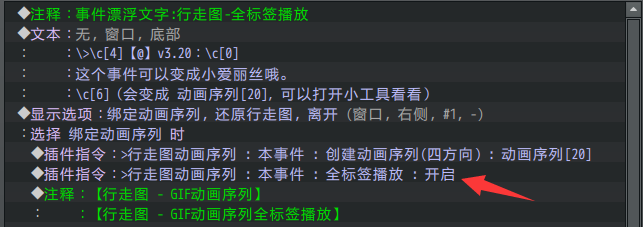 ◆注释：事件漂浮文字:行走图-全标签播放
◆文本：无, 窗口, 底部
：　　：\>\c[4]【@】v3.20：\c[0]
：　　：这个事件可以变成小爱丽丝哦。
：　　：\c[6]（会变成 动画序列[20], 可以打开小工具看看）
◆显示选项：绑定动画序列, 还原行走图, 离开 (窗口, 右侧, #1, -)
：选择 绑定动画序列 时
◆插件指令：>行走图动画序列 : 本事件 : 创建动画序列(四方向) : 动画序列[20]
◆插件指令：>行走图动画序列 : 本事件 : 全标签播放 : 开启
◆注释：【行走图 - GIF动画序列】
：　　：【行走图 - GIF动画序列全标签播放】